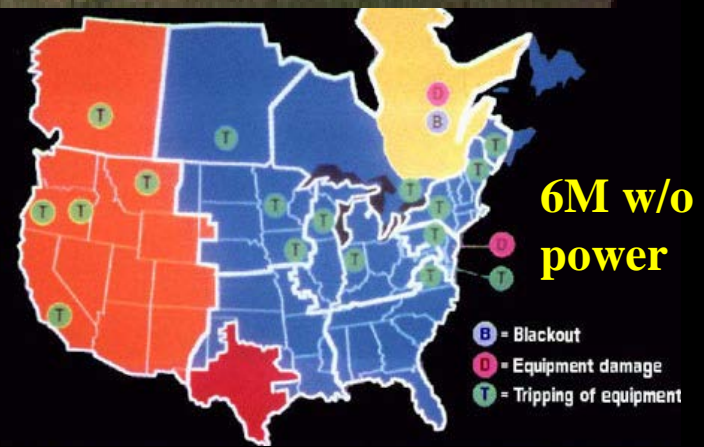 D
T
B
T
T
T
T
T
T
T
T
T
T
T
D
T
T
T
T
T
6M w/o
power
B = Blackout
D = Equipment damage
T = Tripping of equipment